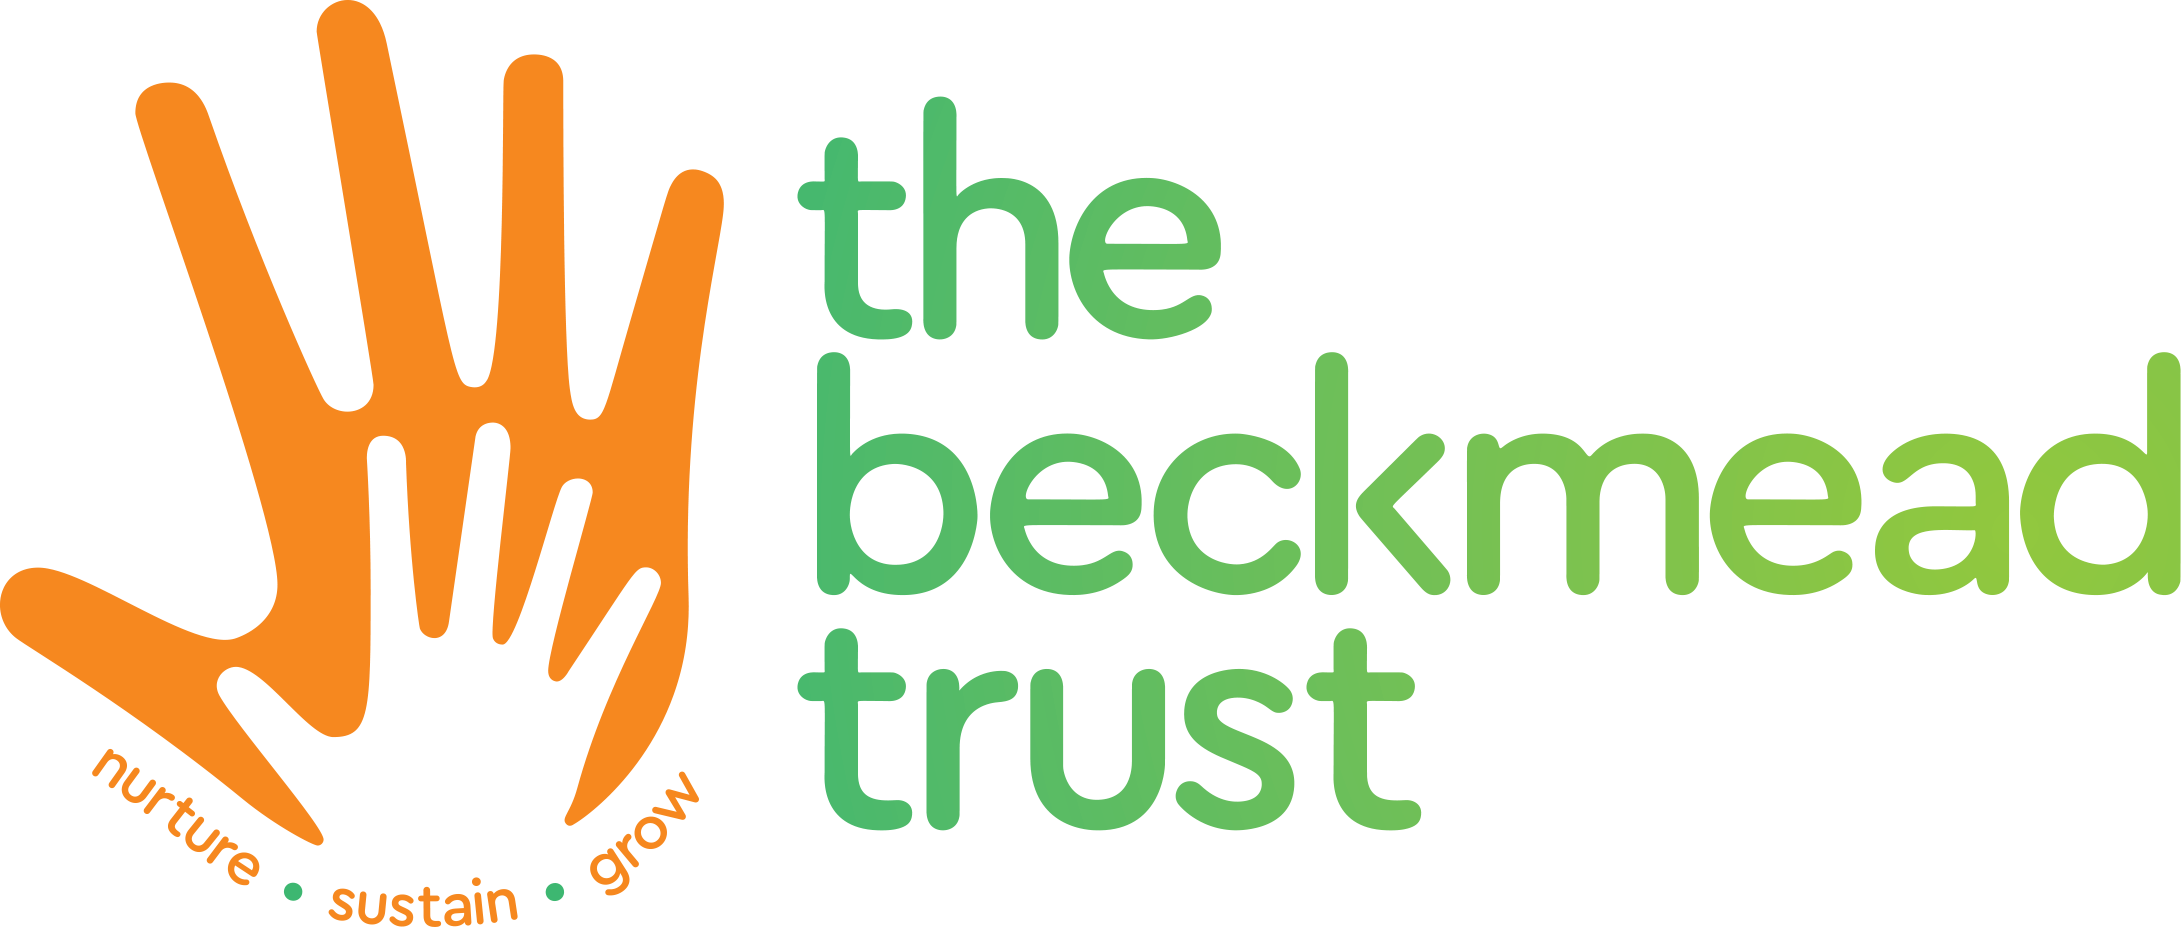 the
beckmead
trust
nurture • sustain • grow